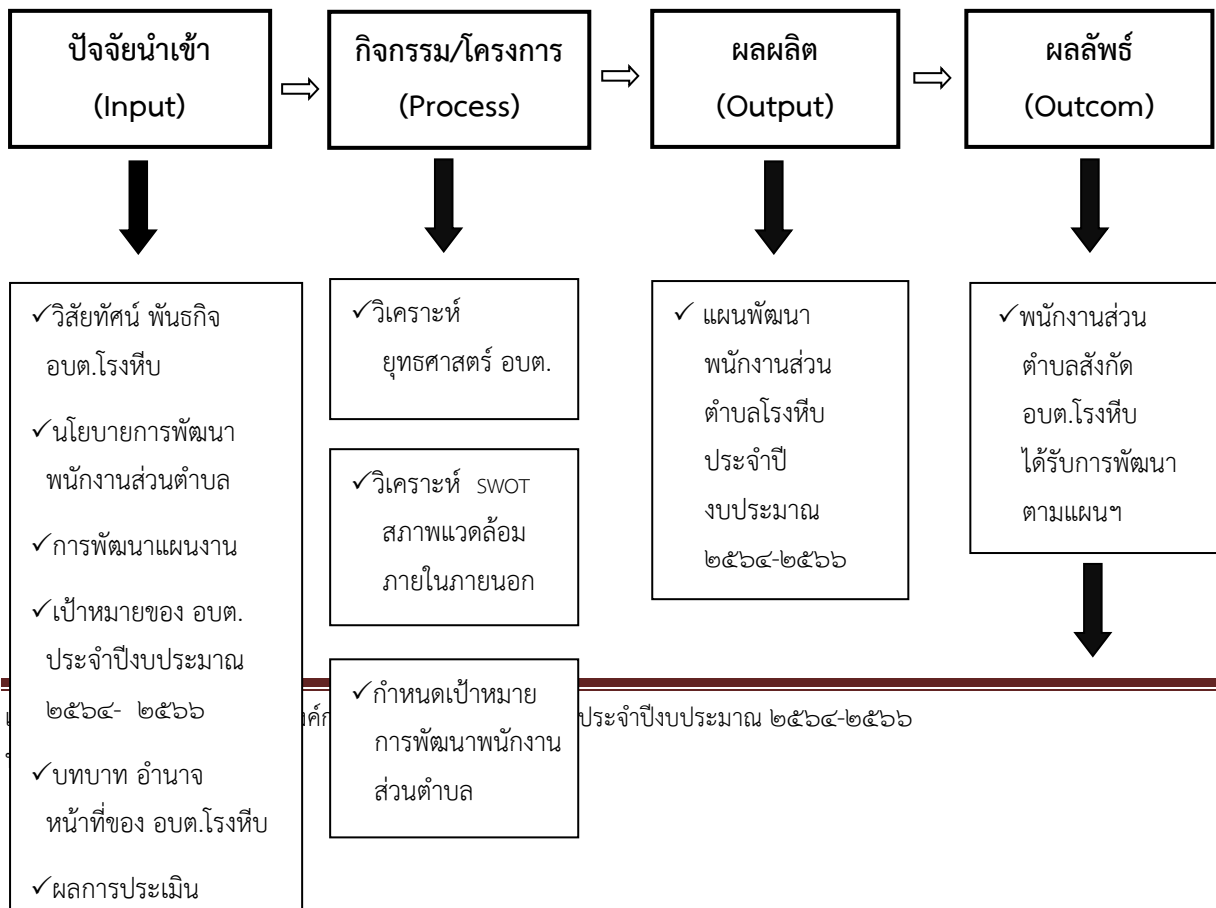 ปัจจัยนำเข้า
(Input)
กิจกรรม/โครงการ
(Process)
ผลผลิต
(Output)
ผลลัพธ์
(Outcom)
✓วิสัยทัศน์ พันธกิจ
อบต.โรงหีบ
✓นโยบายการพัฒนา
พนักงานส่วนตำบล
✓การพัฒนาแผนงาน
✓เป้าหมายของ อบต.
ประจำปีงบประมาณ
๒๕๖๔- ๒๕๖๖
✓บทบาท อำนาจ
หน้าที่ของ อบต.โรงหีบ
✓ผลการประเมิน
✓วิเคราะห์
ยุทธศาสตร์ อบต.
✓วิเคราะห์ SWOT
สภาพแวดล้อม
ภายในภายนอก
✓กำหนดเป้าหมาย
การพัฒนาพนักงาน
ส่วนตำบล
✓ แผนพัฒนา
พนักงานส่วน
ตำบลโรงหีบ
ประจำปี
งบประมาณ
๒๕๖๔-๒๕๖๖
✓พนักงานส่วน
ตำบลสังกัด
อบต.โรงหีบ
ได้รับการพัฒนา
ตามแผนฯ
ประจำปีงบประมาณ ๒๕๖๔-๒๕๖๖